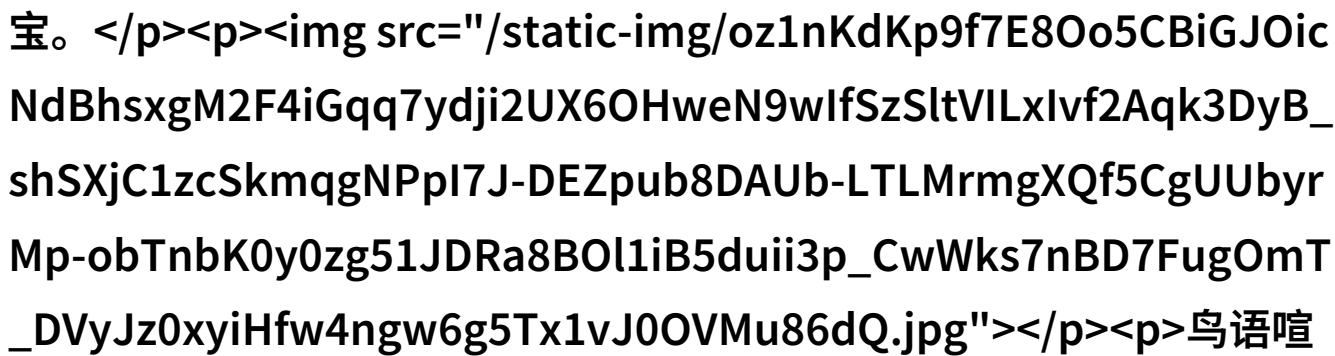 宝。</p><p><img src="/static-img/oz1nKdKp9f7E8Oo5CBiGJOic
NdBhsxgM2F4iGqq7ydji2UX6OHweN9wIfSzSltVILxIvf2Aqk3DyB_
shSXjC1zcSkmqgNPpI7J-DEZpub8DAUb-LTLMrmgXQf5CgUUbyr
Mp-obTnbK0y0zg51JDRa8BOl1iB5duii3p_CwWks7nBD7FugOmT
_DVyJz0xyiHfw4ngw6g5Tx1vJ0OVMu86dQ.jpg"></p><p>鸟语喧